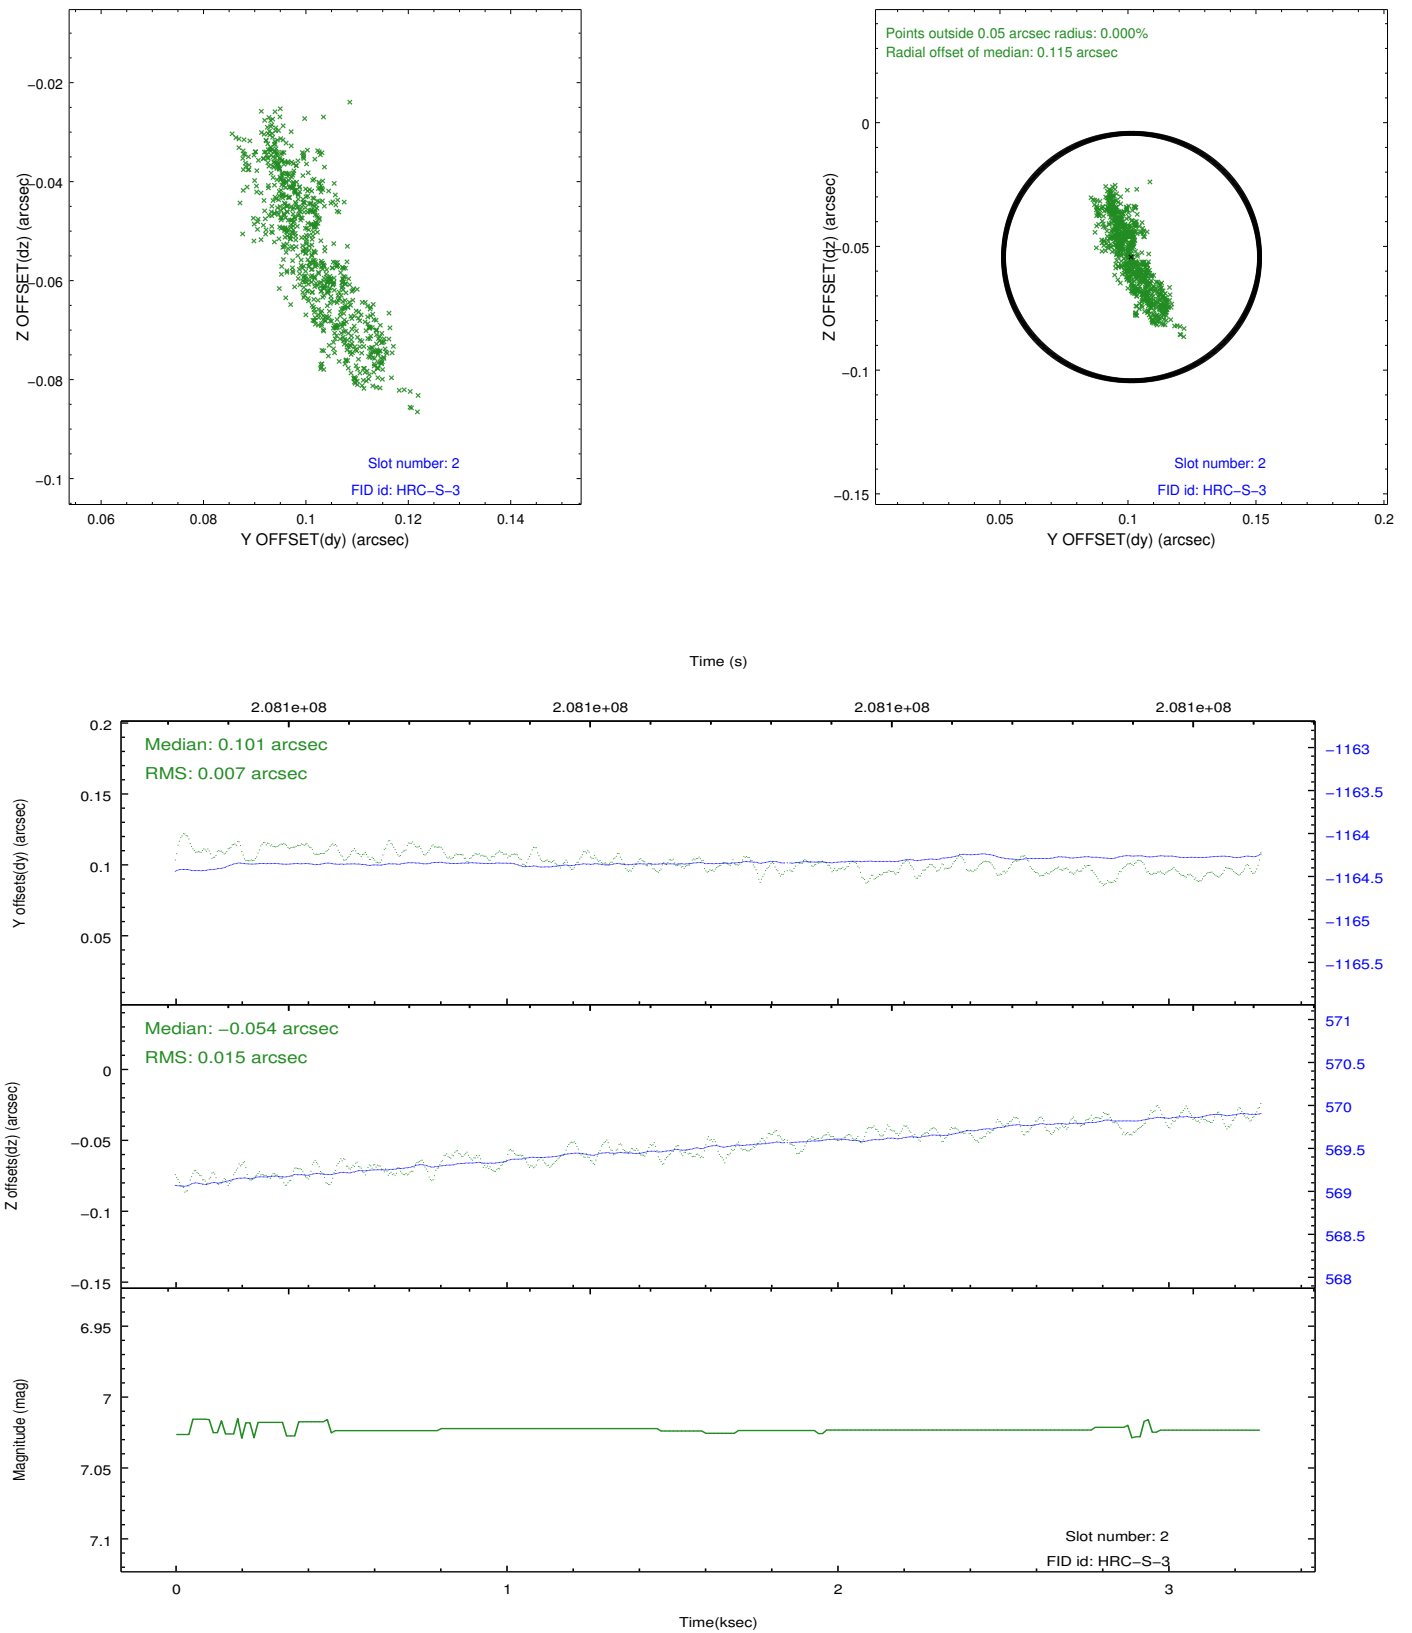 −0.02
−0.04
−0.06
−0.08
−0.1
Z OFFSET(dz) (arcsec)
Slot number: 2
FID id: HRC−S−3
0.06
0.08
0.1
0.12
0.14
Y OFFSET(dy) (arcsec)
Points outside 0.05 arcsec radius: 0.000%
Radial offset of median: 0.115 arcsec
0
−0.05
−0.1
−0.15
Z OFFSET(dz) (arcsec)
Slot number: 2
FID id: HRC−S−3
0.05
0.1
0.15
0.2
Y OFFSET(dy) (arcsec)
Time (s)
2.081e+08
2.081e+08
2.081e+08
2.081e+08
Median: 0.101 arcsec
RMS: 0.007 arcsec
0.2
0.15
0.1
0.05
Y offsets(dy) (arcsec)
−1163
−1163.5
−1164
−1164.5
−1165
−1165.5
Median: −0.054 arcsec
RMS: 0.015 arcsec
0
−0.05
−0.1
−0.15
Z offsets(dz) (arcsec)
571
570.5
570
569.5
569
568.5
568
6.95
7
7.05
7.1
Magnitude (mag)
Slot number: 2
FID id: HRC−S−3
0
1
2
3
Time(ksec)